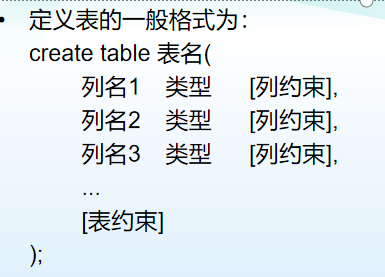 • 定义表的一般格式为：
create table 表名(
列名1 类型 [列约束],
列名2 类型 [列约束],
列名3 类型 [列约束],
...
[表约束]
);